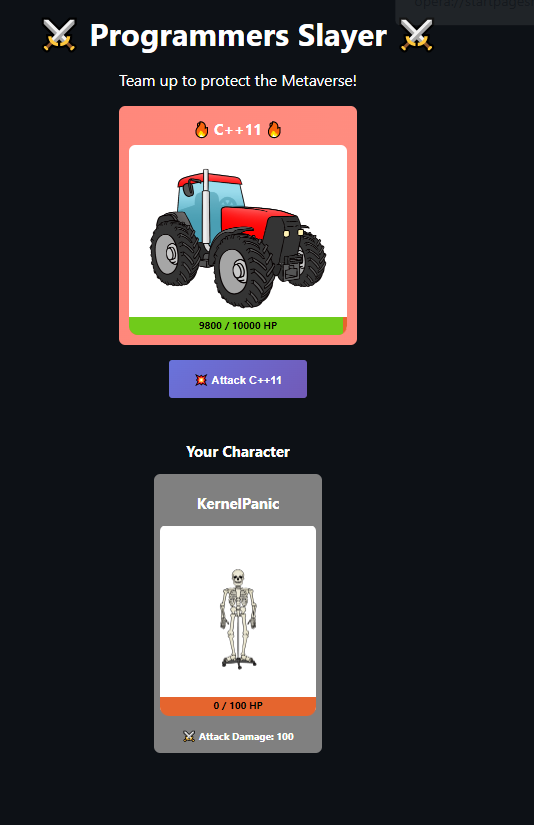 ⚔️ Programmers Slayer ⚔️
Team up to protect the Metaverse!
🔥 C++11 🔥
9800 / 10000 HP
💥 Attack C++11
Your Character
KernelPanic
0 / 100 HP
⚔️ Attack Damage: 100